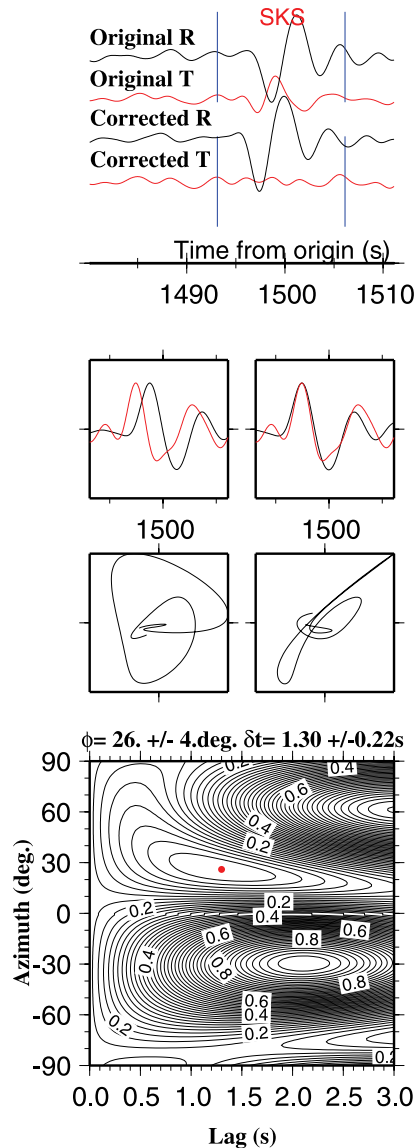 SKS
Original R
Original T
Corrected R
Corrected T
Time from origin (s)
1490 1500 1510
1500 1500
ϕ= 26. +/- 4.deg. δt= 1.30 +/-0.22s
90
60
30
0
-30
-60
-90
Azimuth (deg.)
0.2 0.4
0.6
0.4
0.2
0.2 0.2
0.4
0.6 0.6
0.4 0.8
0.8 0.8
0.6
0.4
0.2 0.2
0.2
0.0 0.5 1.0 1.5 2.0 2.5 3.0
Lag (s)